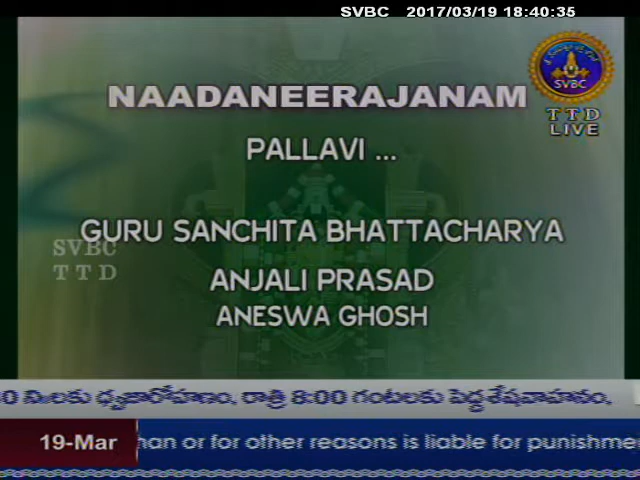 SVBC 2017/03/19 18:40:35
SVBC
TTD
LIVE
NAADANEERAJANAM
PALLAVI ...
GURU SANCHITA BHATTACHARYA
SVBC
TTD
ANJALI PRASAD
ANESWA GHOSH
0 మి॥లకు ధ్వజారోహణం, రాత్రి 8:00 గంటలకు పెద్దశేషవాహనం,
19-Mar han or for other reasons is liable for punishme